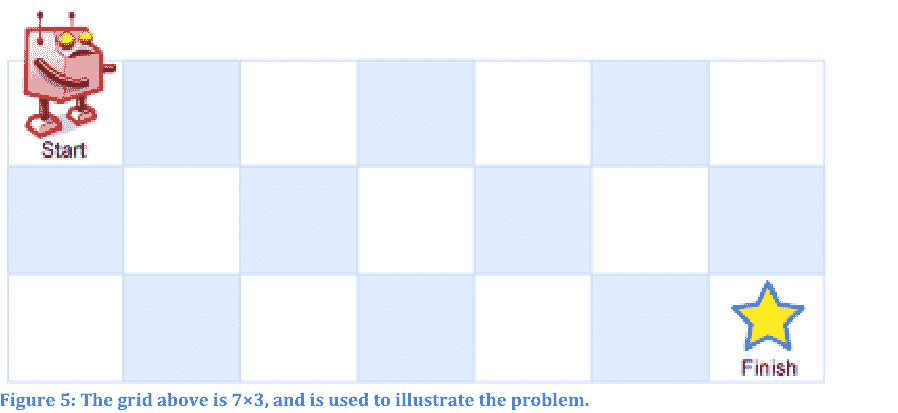 Start
Finish
Figure 5: The grid above is 7×3, and is used to illustrate the problem.